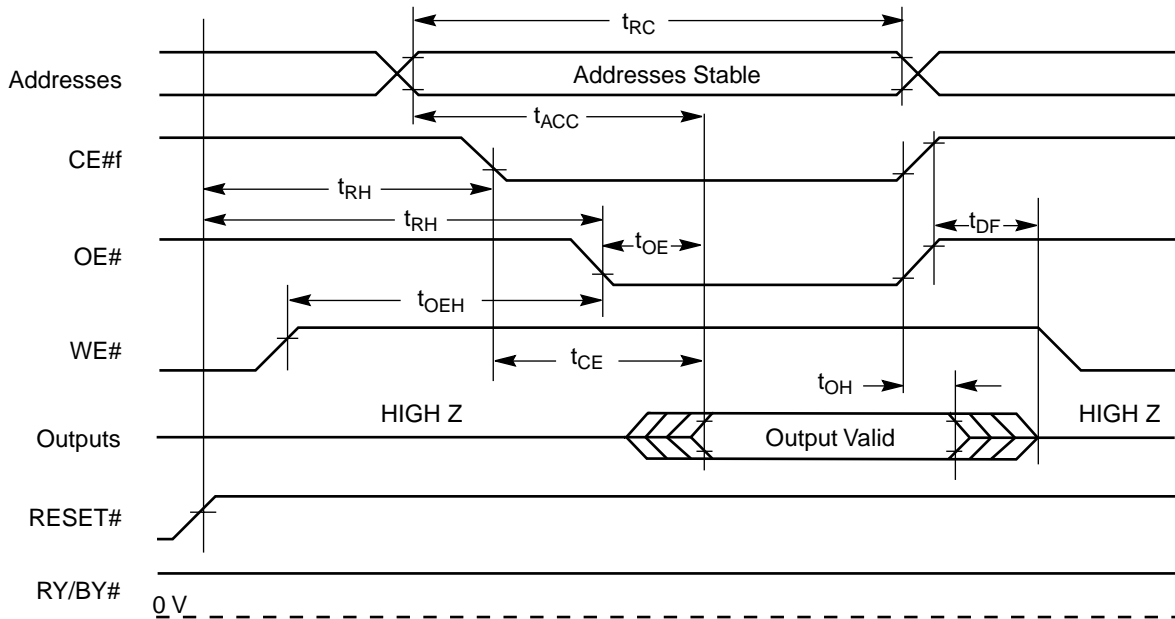 tRC
Addresses
Addresses Stable
tACC
CE#f
tRH
tRH
tOE
tDF
OE#
tOEH
WE#
tCE
tOH
HIGH Z
HIGH Z
Outputs
Output Valid
RESET#
RY/BY#
0 V